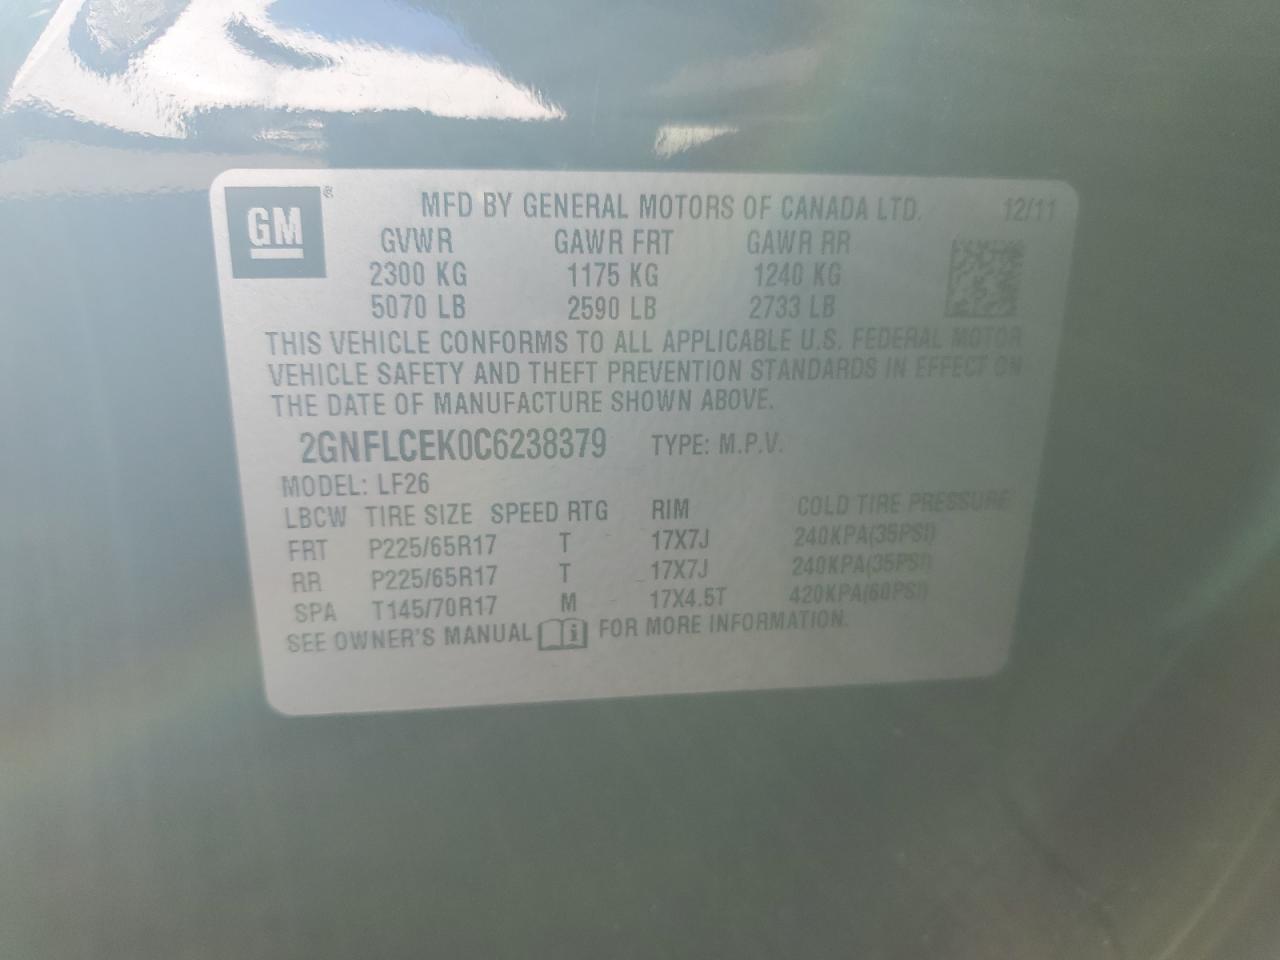 GM ®
MFD BY GENERAL MOTORS OF CANADA LTD. 12/11
GVWR GAWR FRT GAWR RR
2300 KG 1175 KG 1240 KG
5070 LB 2590 LB 2733 LB
THIS VEHICLE CONFORMS TO ALL APPLICABLE U.S. FEDERAL MOTOR
VEHICLE SAFETY AND THEFT PREVENTION STANDARDS IN EFFECT ON
THE DATE OF MANUFACTURE SHOWN ABOVE.
2GNFLCEK0C6238379 TYPE: M.P.V.
MODEL: LF26
LBCW TIRE SIZE SPEED RTG RIM COLD TIRE PRESSURE
FRT P225/65R17 T 17X7J 240KPA(35PSI)
RR P225/65R17 T 17X7J 240KPA(35PSI)
SPA T145/70R17 M 17X4.5T 420KPA(60PSI)
SEE OWNER'S MANUAL i FOR MORE INFORMATION.